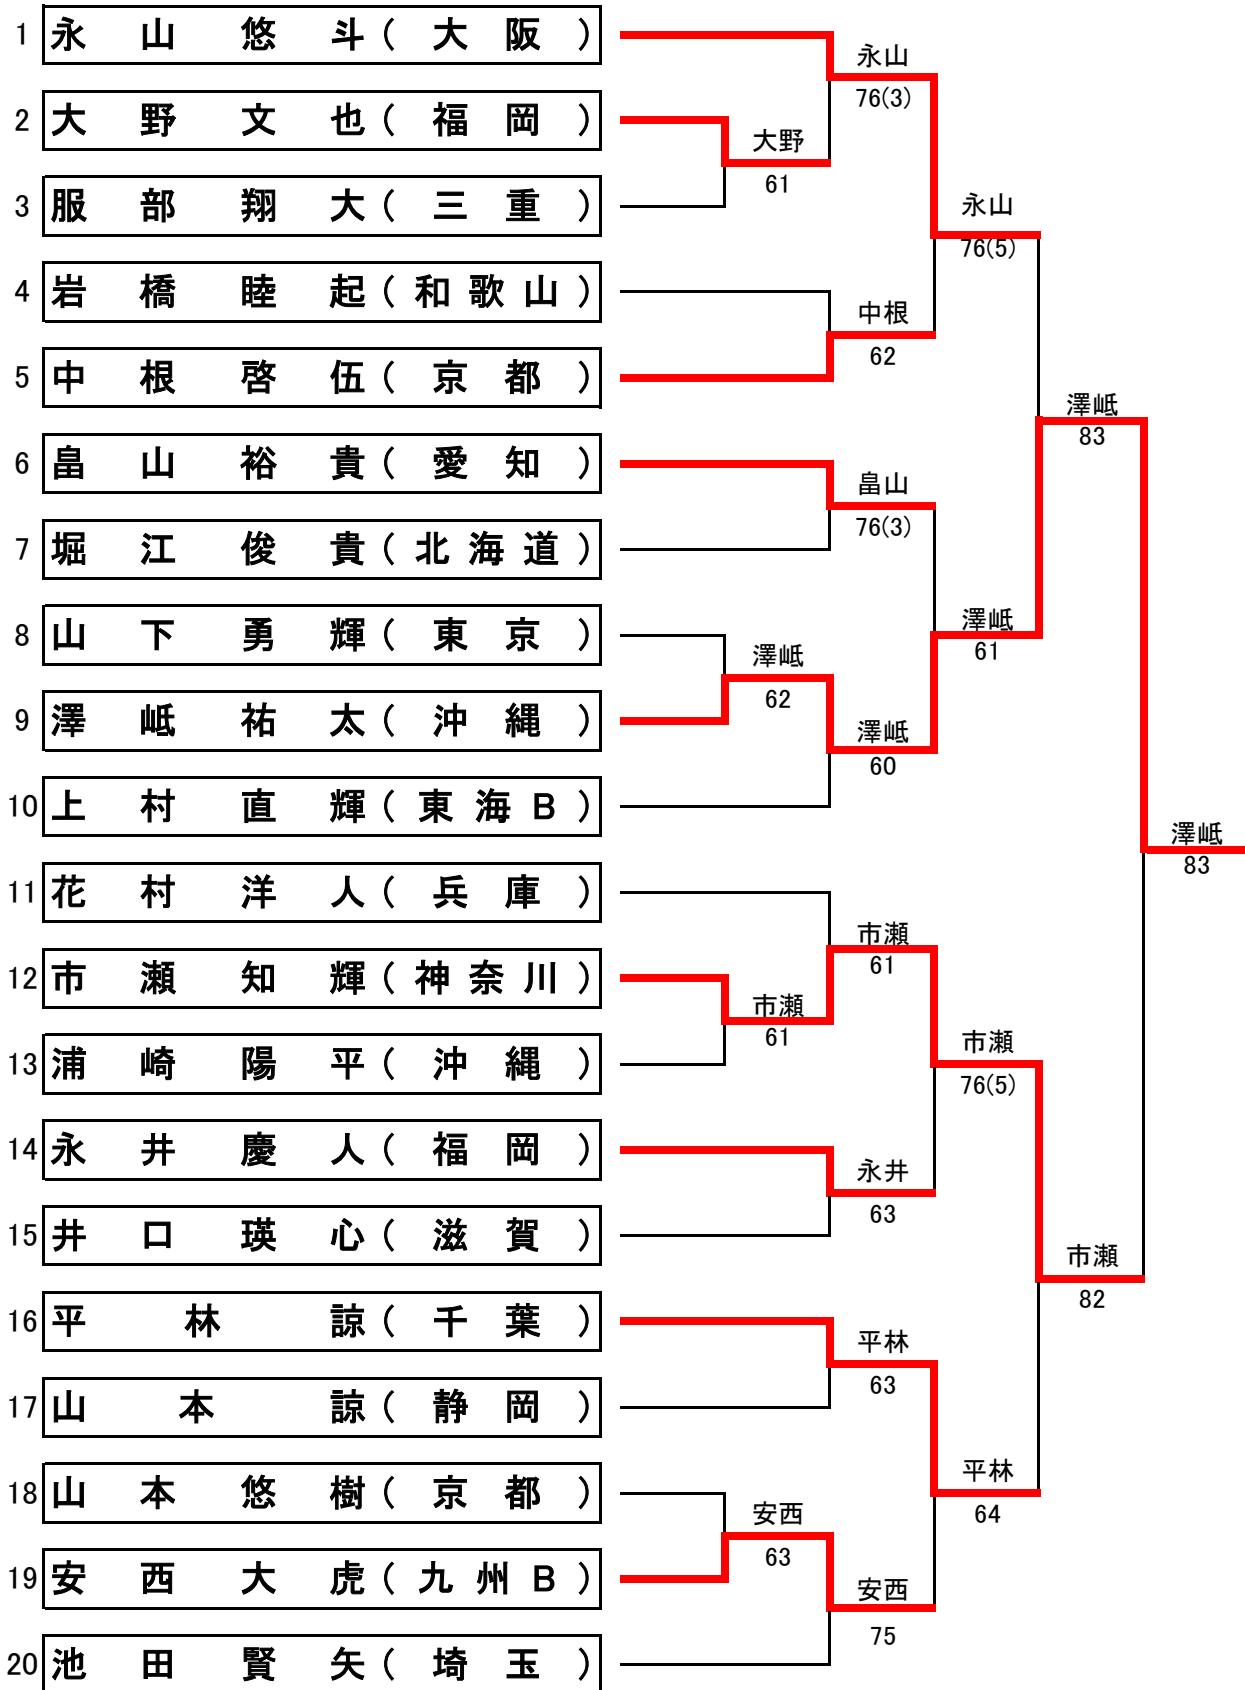 1 永山悠斗(大阪)
永山
76(3)
2 大野文也(福岡)
大野
61
3 服部翔大(三重)
永山
76(5)
4 岩橋睦起(和歌山)
中根
62
5 中根啓伍(京都)
澤岻
83
6 畠山裕貴(愛知)
畠山
76(3)
7 堀江俊貴(北海道)
澤岻
61
8 山下勇輝(東京)
澤岻
62
9 澤岻祐太(沖縄)
澤岻
60
10 上村直輝(東海B)
澤岻
83
11 花村洋人(兵庫)
市瀬
61
12 市瀬知輝(神奈川)
市瀬
61
13 浦崎陽平(沖縄)
市瀬
76(5)
14 永井慶人(福岡)
永井
63
15 井口瑛心(滋賀)
市瀬
82
16 平林諒(千葉)
平林
63
17 山本諒(静岡)
平林
64
18 山本悠樹(京都)
安西
63
19 安西大虎(九州B)
安西
75
20 池田賢矢(埼玉)